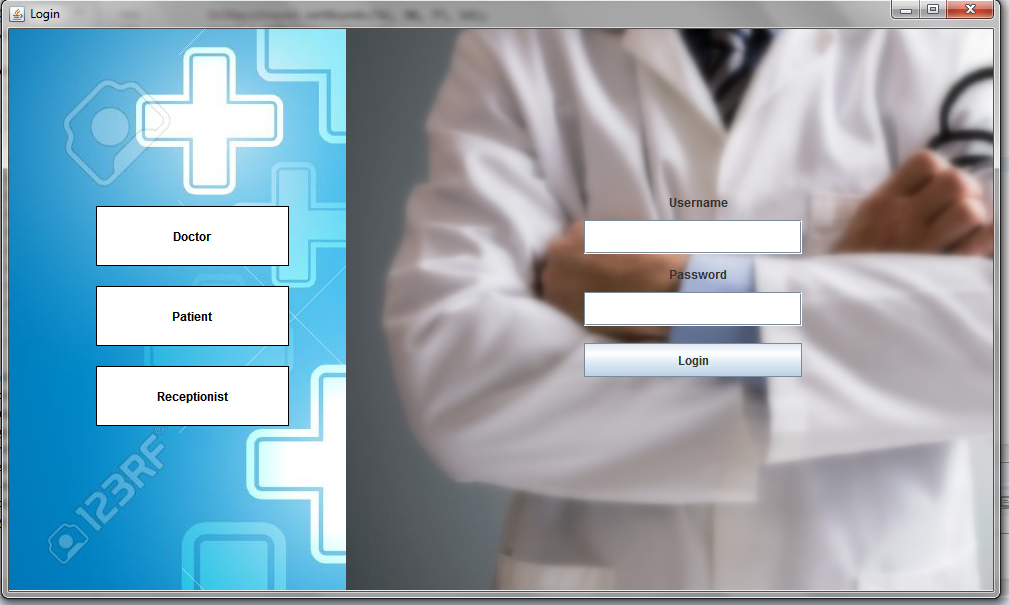 Login
Doctor
Patient
Receptionist
123RF
Username
Password
Login